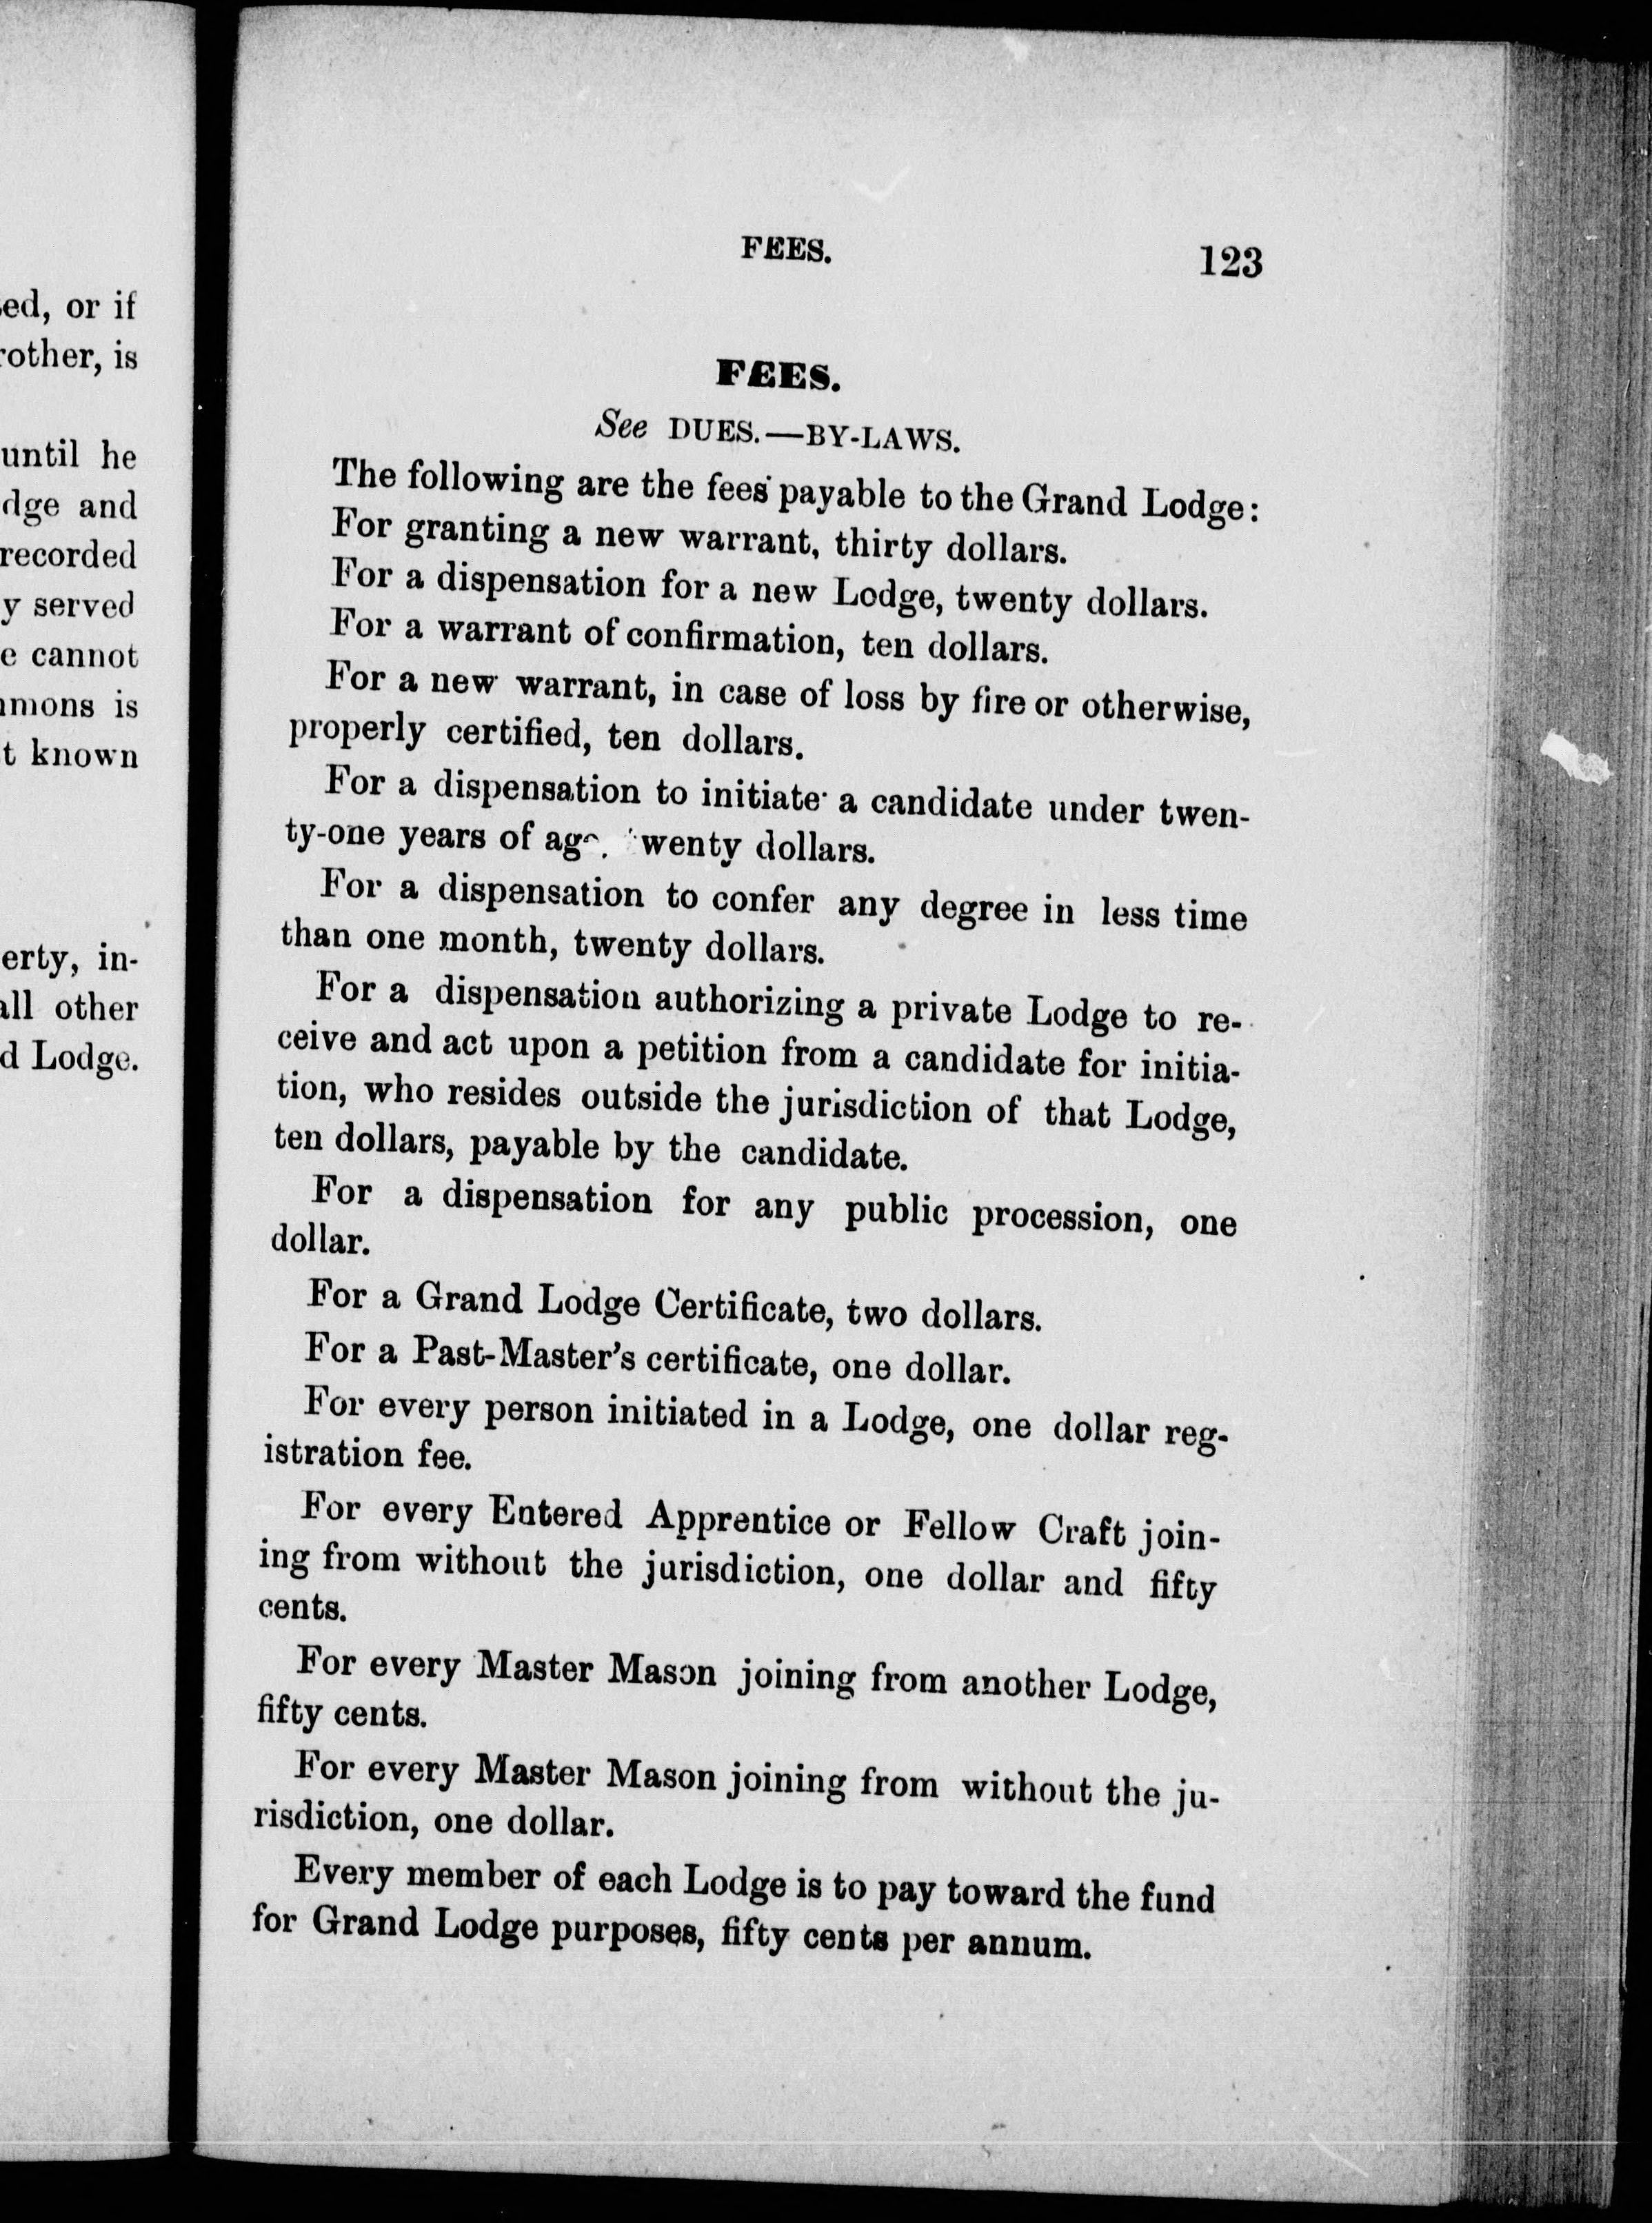 ed, or if
rother, is
until he
dge and
recorded
y served
e cannot
mmons is
t known
erty, in-
all other
d Lodge.
FEES. 123
FEES.
See DUES.—BY-LAWS.
The following are the fees payable to the Grand Lodge:
For granting a new warrant, thirty dollars.
For a dispensation for a new Lodge, twenty dollars.
For a warrant of confirmation, ten dollars.
For a new warrant, in case of loss by fire or otherwise,
properly certified, ten dollars.
For a dispensation to initiate a candidate under twen-
ty-one years of age, twenty dollars.
For a dispensation to confer any degree in less time
than one month, twenty dollars.
For a dispensation authorizing a private Lodge to re-
ceive and act upon a petition from a candidate for initia-
tion, who resides outside the jurisdiction of that Lodge,
ten dollars, payable by the candidate.
For a dispensation for any public procession, one
dollar.
For a Grand Lodge Certificate, two dollars.
For a Past-Master's certificate, one dollar.
For every person initiated in a Lodge, one dollar reg-
istration fee.
For every Entered Apprentice or Fellow Craft join-
ing from without the jurisdiction, one dollar and fifty
cents.
For every Master Mason joining from another Lodge,
fifty cents.
For every Master Mason joining from without the ju-
risdiction, one dollar.
Every member of each Lodge is to pay toward the fund
for Grand Lodge purposes, fifty cents per annum.